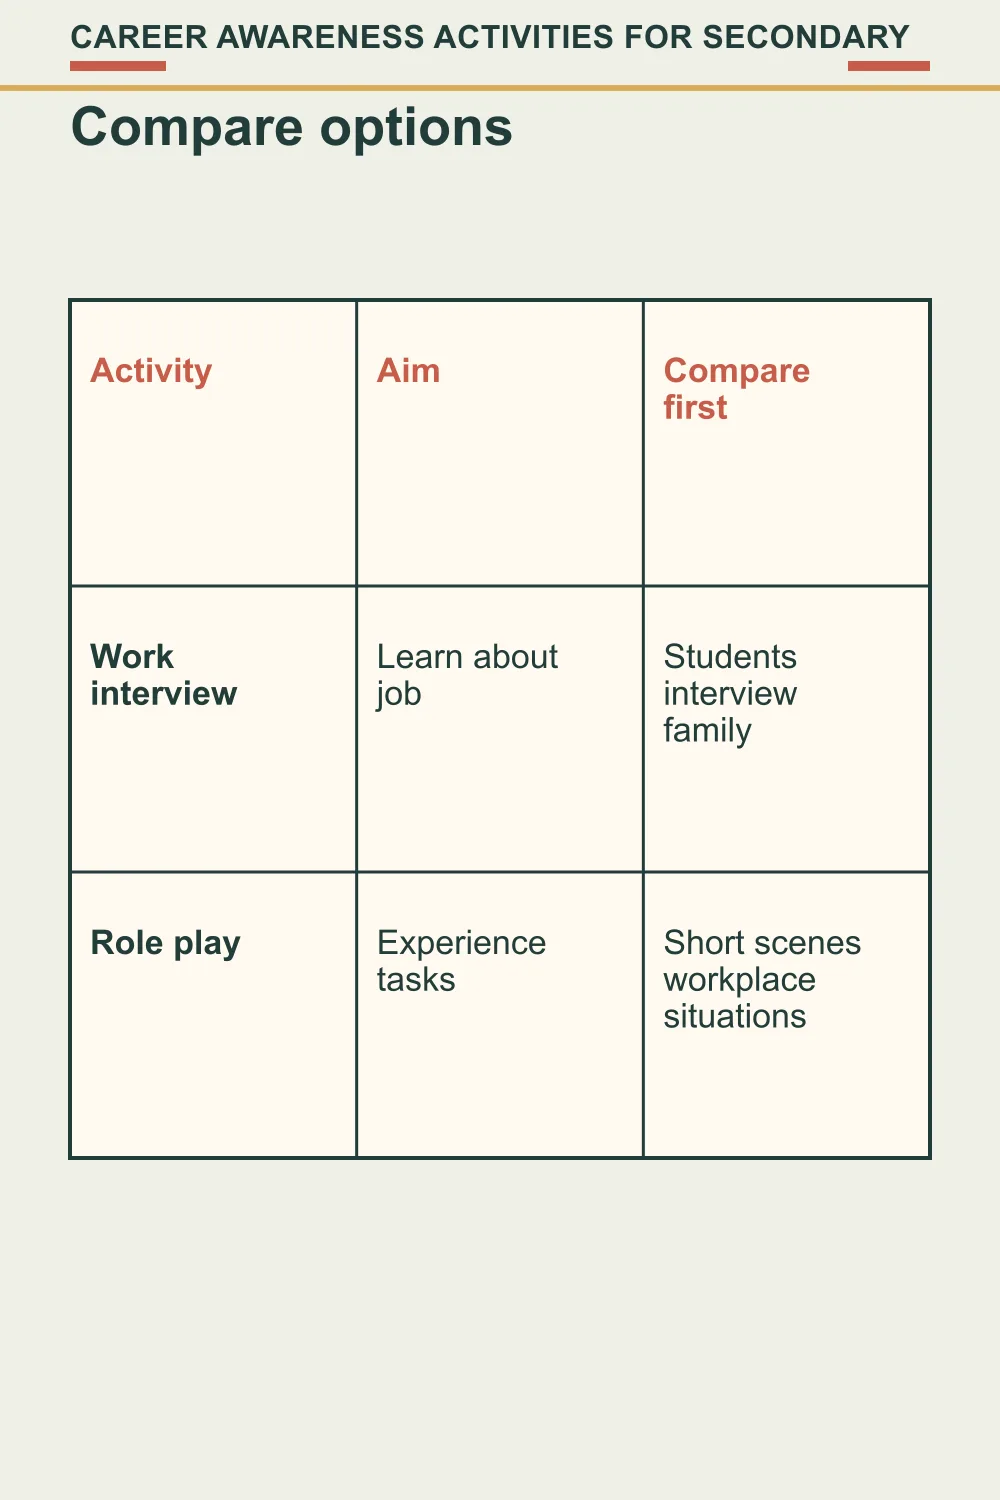 CAREER AWARENESS ACTIVITIES FOR SECONDARY
Compare options
Activity
Aim
Compare
first
Work
interview
Learn about
job
Students
interview
family
Role play
Experience
tasks
Short scenes
workplace
situations